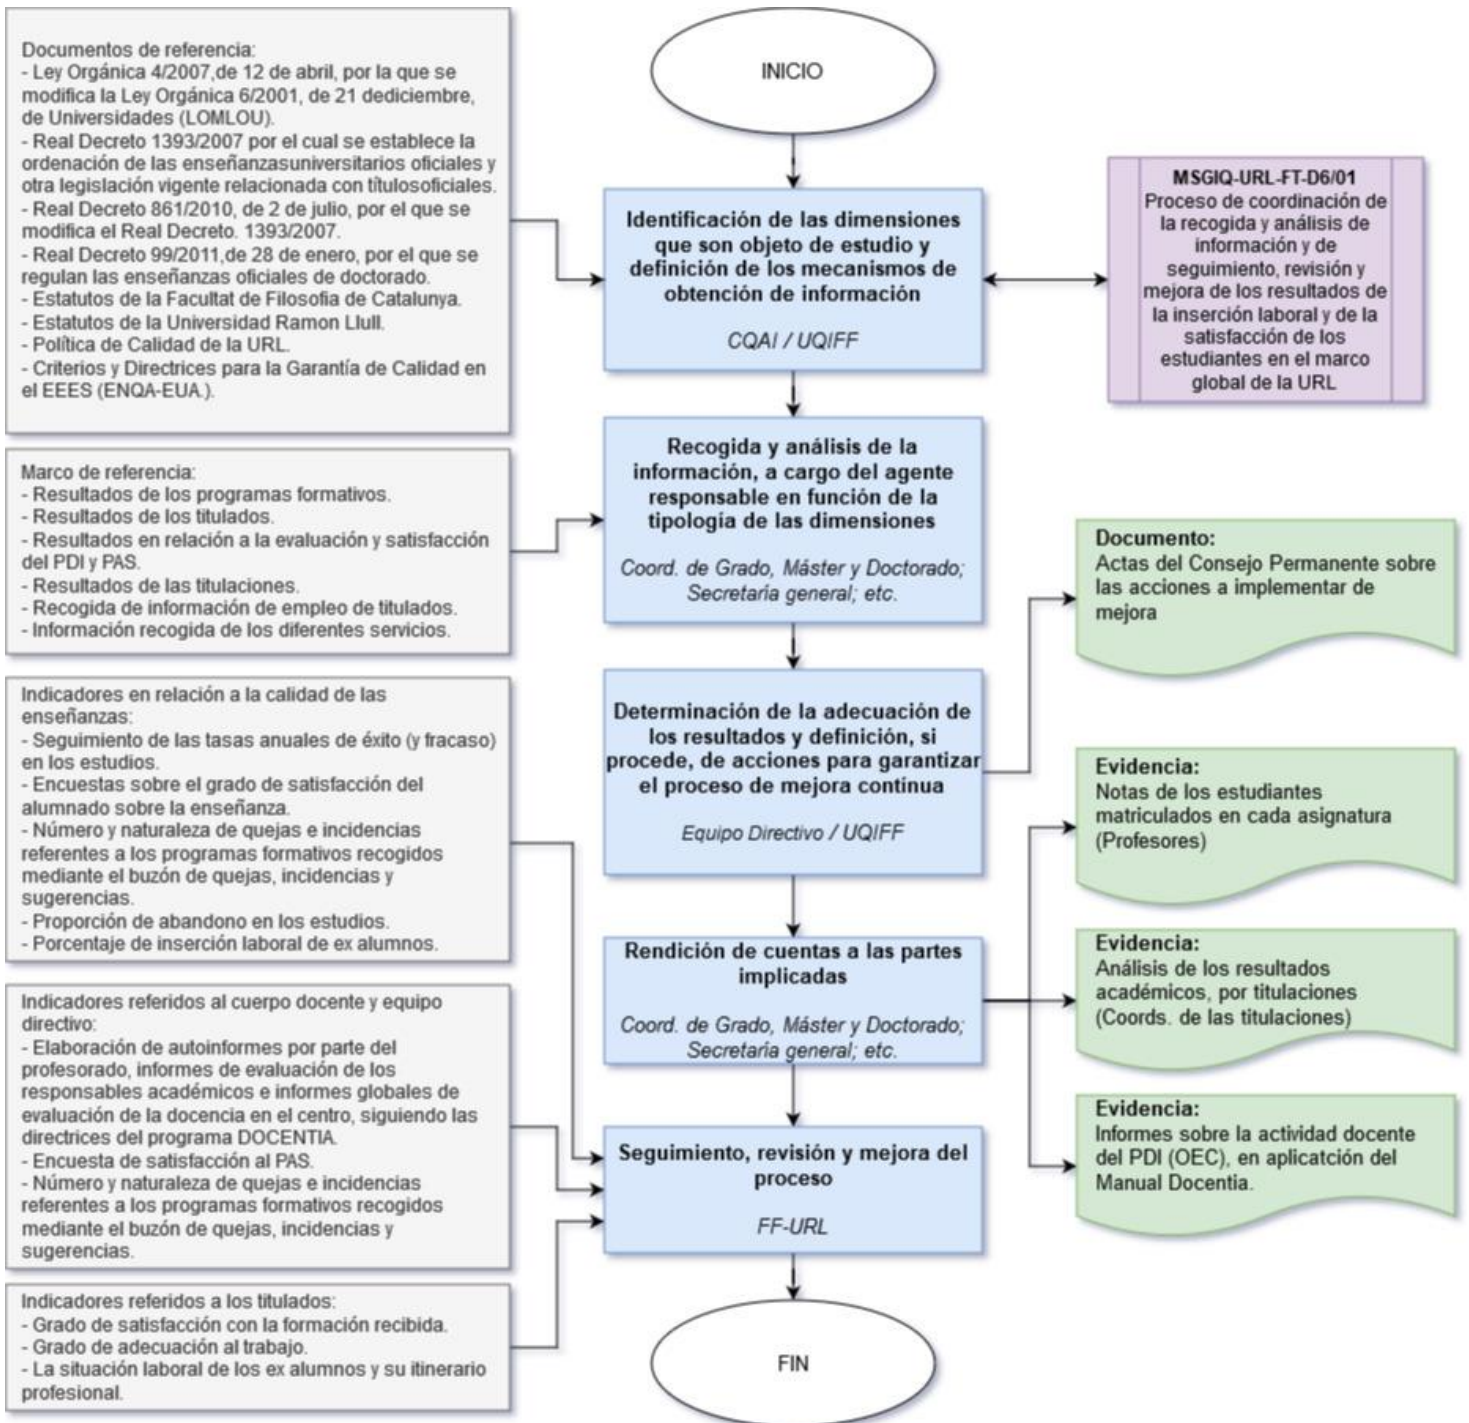 Documentos de referencia:
- Ley Orgánica 4/2007,de 12 de abril, por la que se
modifica la Ley Orgánica 6/2001, de 21 dediciembre,
de Universidades (LOMLOU).
- Real Decreto 1393/2007 por el cual se establece la
ordenación de las enseñanzasuniversitarios oficiales y
otra legislación vigente relacionada con títulosoficiales.
- Real Decreto 861/2010, de 2 de julio, por el que se
modifica el Real Decreto. 1393/2007.
- Real Decreto 99/2011,de 28 de enero, por el que se
regulan las enseñanzas oficiales de doctorado.
- Estatutos de la Facultat de Filosofia de Catalunya.
- Estatutos de la Universidad Ramon Llull.
- Política de Calidad de la URL.
- Criterios y Directrices para la Garantía de Calidad en
el EEES (ENQA-EUA.).
Marco de referencia:
- Resultados de los programas formativos.
- Resultados de los titulados.
- Resultados en relación a la evaluación y satisfacción
del PDI y PAS.
- Resultados de las titulaciones.
- Recogida de información de empleo de titulados.
- Información recogida de los diferentes servicios.
Indicadores en relación a la calidad de las
enseñanzas:
- Seguimiento de las tasas anuales de éxito (y fracaso)
en los estudios.
- Encuestas sobre el grado de satisfacción del
alumnado sobre la enseñanza.
- Número y naturaleza de quejas e incidencias
referentes a los programas formativos recogidos
mediante el buzón de quejas, incidencias y
sugerencias.
- Proporción de abandono en los estudios.
- Porcentaje de inserción laboral de ex alumnos.
Indicadores referidos al cuerpo docente y equipo
directivo:
- Elaboración de autoinformes por parte del
profesorado, informes de evaluación de los
responsables académicos e informes globales de
evaluación de la docencia en el centro, siguiendo las
directrices del programa DOCENTIA.
- Encuesta de satisfacción al PAS.
- Número y naturaleza de quejas e incidencias
referentes a los programas formativos recogidos
mediante el buzón de quejas, incidencias y
sugerencias.
Indicadores referidos a los titulados:
- Grado de satisfacción con la formación recibida.
- Grado de adecuación al trabajo.
- La situación laboral de los ex alumnos y su itinerario
profesional.
INICIO
Identificación de las dimensiones
que son objeto de estudio y
definición de los mecanismos de
obtención de información
CQAI / UQIFF
Recogida y análisis de la
información, a cargo del agente
responsable en función de la
tipología de las dimensiones
Coord. de Grado, Máster y Doctorado;
Secretaría general; etc.
Determinación de la adecuación de
los resultados y definición, si
procede, de acciones para garantizar
el proceso de mejora contínua
Equipo Directivo / UQIFF
Rendición de cuentas a las partes
implicadas
Coord. de Grado, Máster y Doctorado;
Secretaría general; etc.
Seguimiento, revisión y mejora del
proceso
FF-URL
FIN
MSGIQ-URL-FT-D6/01
Proceso de coordinación de
la recogida y análisis de
información y de
seguimiento, revisión y
mejora de los resultados de
la inserción laboral y de la
satisfacción de los
estudiantes en el marco
global de la URL
Documento:
Actas del Consejo Permanente sobre
las acciones a implementar de
mejora
Evidencia:
Notas de los estudiantes
matriculados en cada asignatura
(Profesores)
Evidencia:
Análisis de los resultados
académicos, por titulaciones
(Coords. de las titulaciones)
Evidencia:
Informes sobre la actividad docente
del PDI (OEC), en aplicatción del
Manual Docentia.